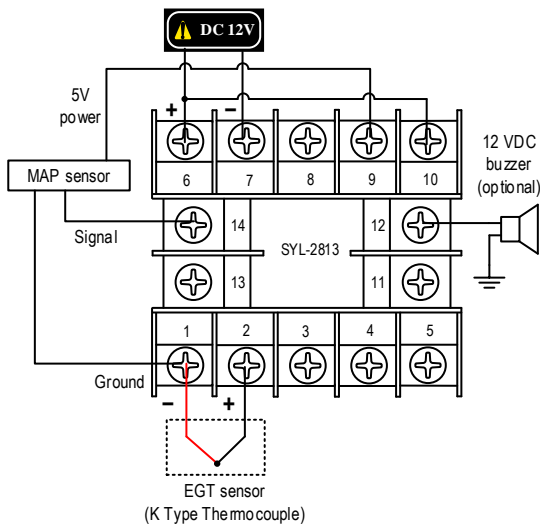 DC 12V
5V
power
+
−
12 VDC
buzzer
(optional)
6
7
8
9
10
MAP sensor
Signal
14
12
SYL-2813
13
11
1
2
3
4
5
Ground
−
+
EGT sensor
(K Type Thermocouple)